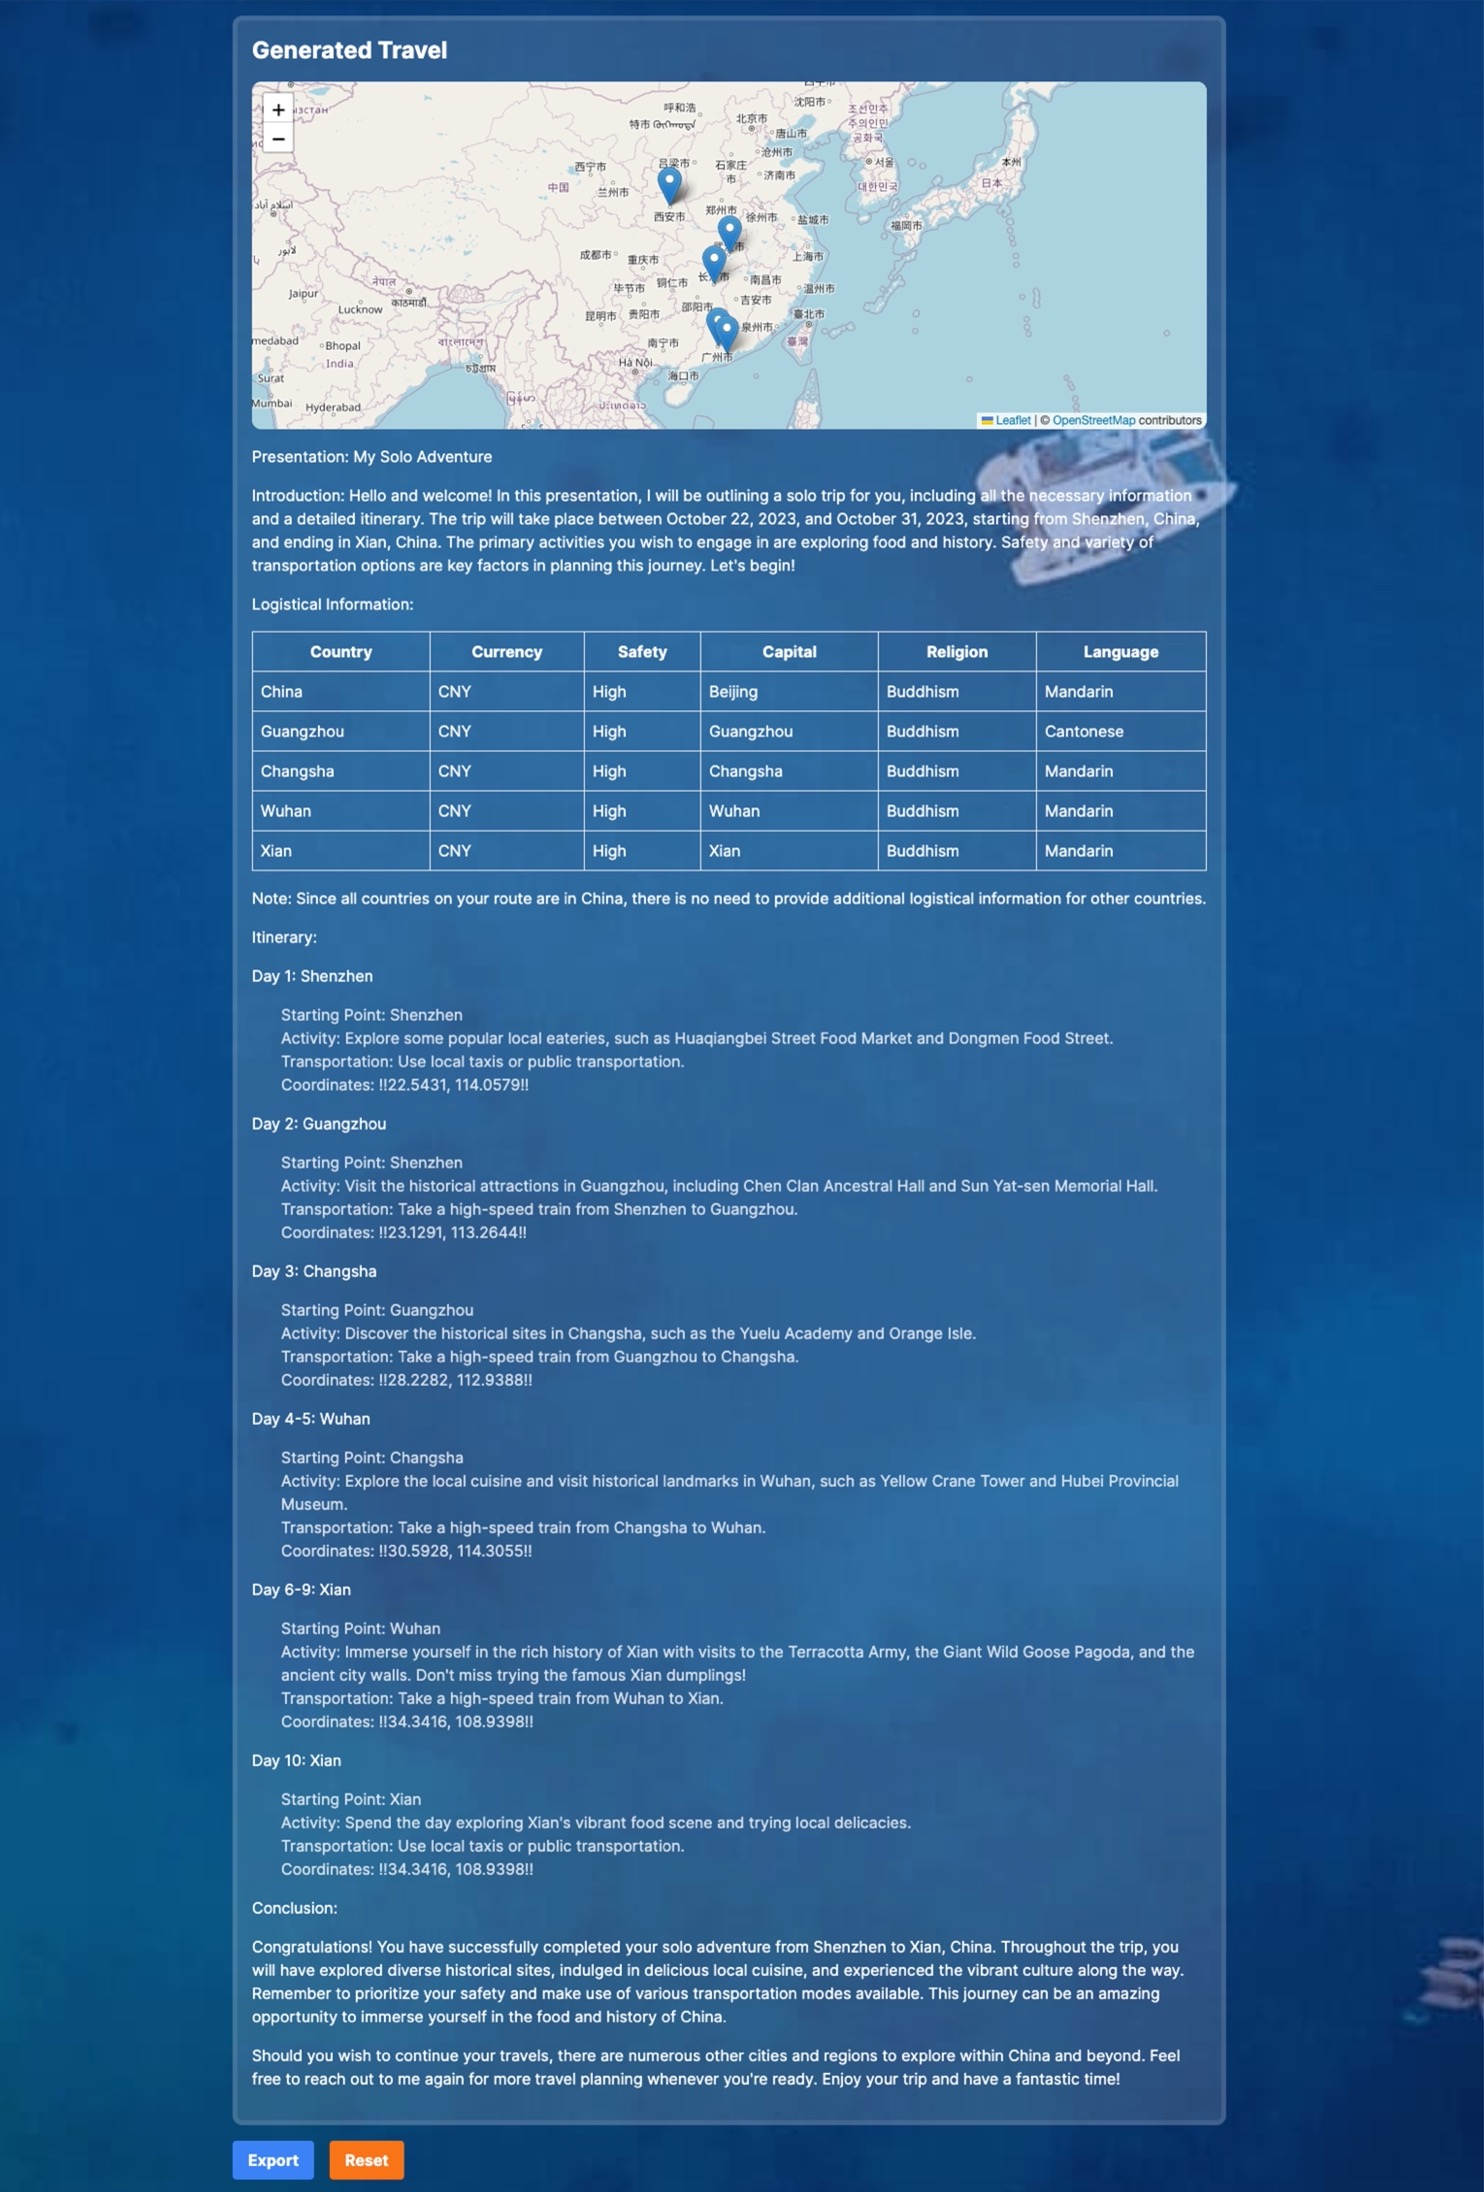 Generated Travel
+
−
呼和浩
特市
沈阳市
北京市
唐山市
沧州市
조선민주
주의인민
공화국
서울
대한민국
本州
日本
西宁市
中国
兰州市
吕梁市
石家庄
市
济南市
西安市
郑州市
徐州市
盐城市
福岡市
成都市
重庆市
上海市
毕节市
铜仁市
南昌市
温州市
昆明市
贵阳市
邵阳市
吉安市
臺北市
泉州市
臺灣
南宁市
广州市
Hà Nội
海口市
नेपाल
काठमाडौं
Jaipur
Lucknow
medabad
Bhopal
India
বাংলাদেশ
চট্টগ্রাম
Surat
Mumbai
Hyderabad
Leaflet | © OpenStreetMap contributors
Presentation: My Solo Adventure
Introduction: Hello and welcome! In this presentation, I will be outlining a solo trip for you, including all the necessary information
and a detailed itinerary. The trip will take place between October 22, 2023, and October 31, 2023, starting from Shenzhen, China,
and ending in Xian, China. The primary activities you wish to engage in are exploring food and history. Safety and variety of
transportation options are key factors in planning this journey. Let's begin!
Logistical Information:
Country Currency Safety Capital Religion Language
China CNY High Beijing Buddhism Mandarin
Guangzhou CNY High Guangzhou Buddhism Cantonese
Changsha CNY High Changsha Buddhism Mandarin
Wuhan CNY High Wuhan Buddhism Mandarin
Xian CNY High Xian Buddhism Mandarin
Note: Since all countries on your route are in China, there is no need to provide additional logistical information for other countries.
Itinerary:
Day 1: Shenzhen
Starting Point: Shenzhen
Activity: Explore some popular local eateries, such as Huaqiangbei Street Food Market and Dongmen Food Street.
Transportation: Use local taxis or public transportation.
Coordinates: !!22.5431, 114.0579!!
Day 2: Guangzhou
Starting Point: Shenzhen
Activity: Visit the historical attractions in Guangzhou, including Chen Clan Ancestral Hall and Sun Yat-sen Memorial Hall.
Transportation: Take a high-speed train from Shenzhen to Guangzhou.
Coordinates: !!23.1291, 113.2644!!
Day 3: Changsha
Starting Point: Guangzhou
Activity: Discover the historical sites in Changsha, such as the Yuelu Academy and Orange Isle.
Transportation: Take a high-speed train from Guangzhou to Changsha.
Coordinates: !!28.2282, 112.9388!!
Day 4-5: Wuhan
Starting Point: Changsha
Activity: Explore the local cuisine and visit historical landmarks in Wuhan, such as Yellow Crane Tower and Hubei Provincial
Museum.
Transportation: Take a high-speed train from Changsha to Wuhan.
Coordinates: !!30.5928, 114.3055!!
Day 6-9: Xian
Starting Point: Wuhan
Activity: Immerse yourself in the rich history of Xian with visits to the Terracotta Army, the Giant Wild Goose Pagoda, and the
ancient city walls. Don't miss trying the famous Xian dumplings!
Transportation: Take a high-speed train from Wuhan to Xian.
Coordinates: !!34.3416, 108.9398!!
Day 10: Xian
Starting Point: Xian
Activity: Spend the day exploring Xian's vibrant food scene and trying local delicacies.
Transportation: Use local taxis or public transportation.
Coordinates: !!34.3416, 108.9398!!
Conclusion:
Congratulations! You have successfully completed your solo adventure from Shenzhen to Xian, China. Throughout the trip, you
will have explored diverse historical sites, indulged in delicious local cuisine, and experienced the vibrant culture along the way.
Remember to prioritize your safety and make use of various transportation modes available. This journey can be an amazing
opportunity to immerse yourself in the food and history of China.
Should you wish to continue your travels, there are numerous other cities and regions to explore within China and beyond. Feel
free to reach out to me again for more travel planning whenever you're ready. Enjoy your trip and have a fantastic time!
Export
Reset